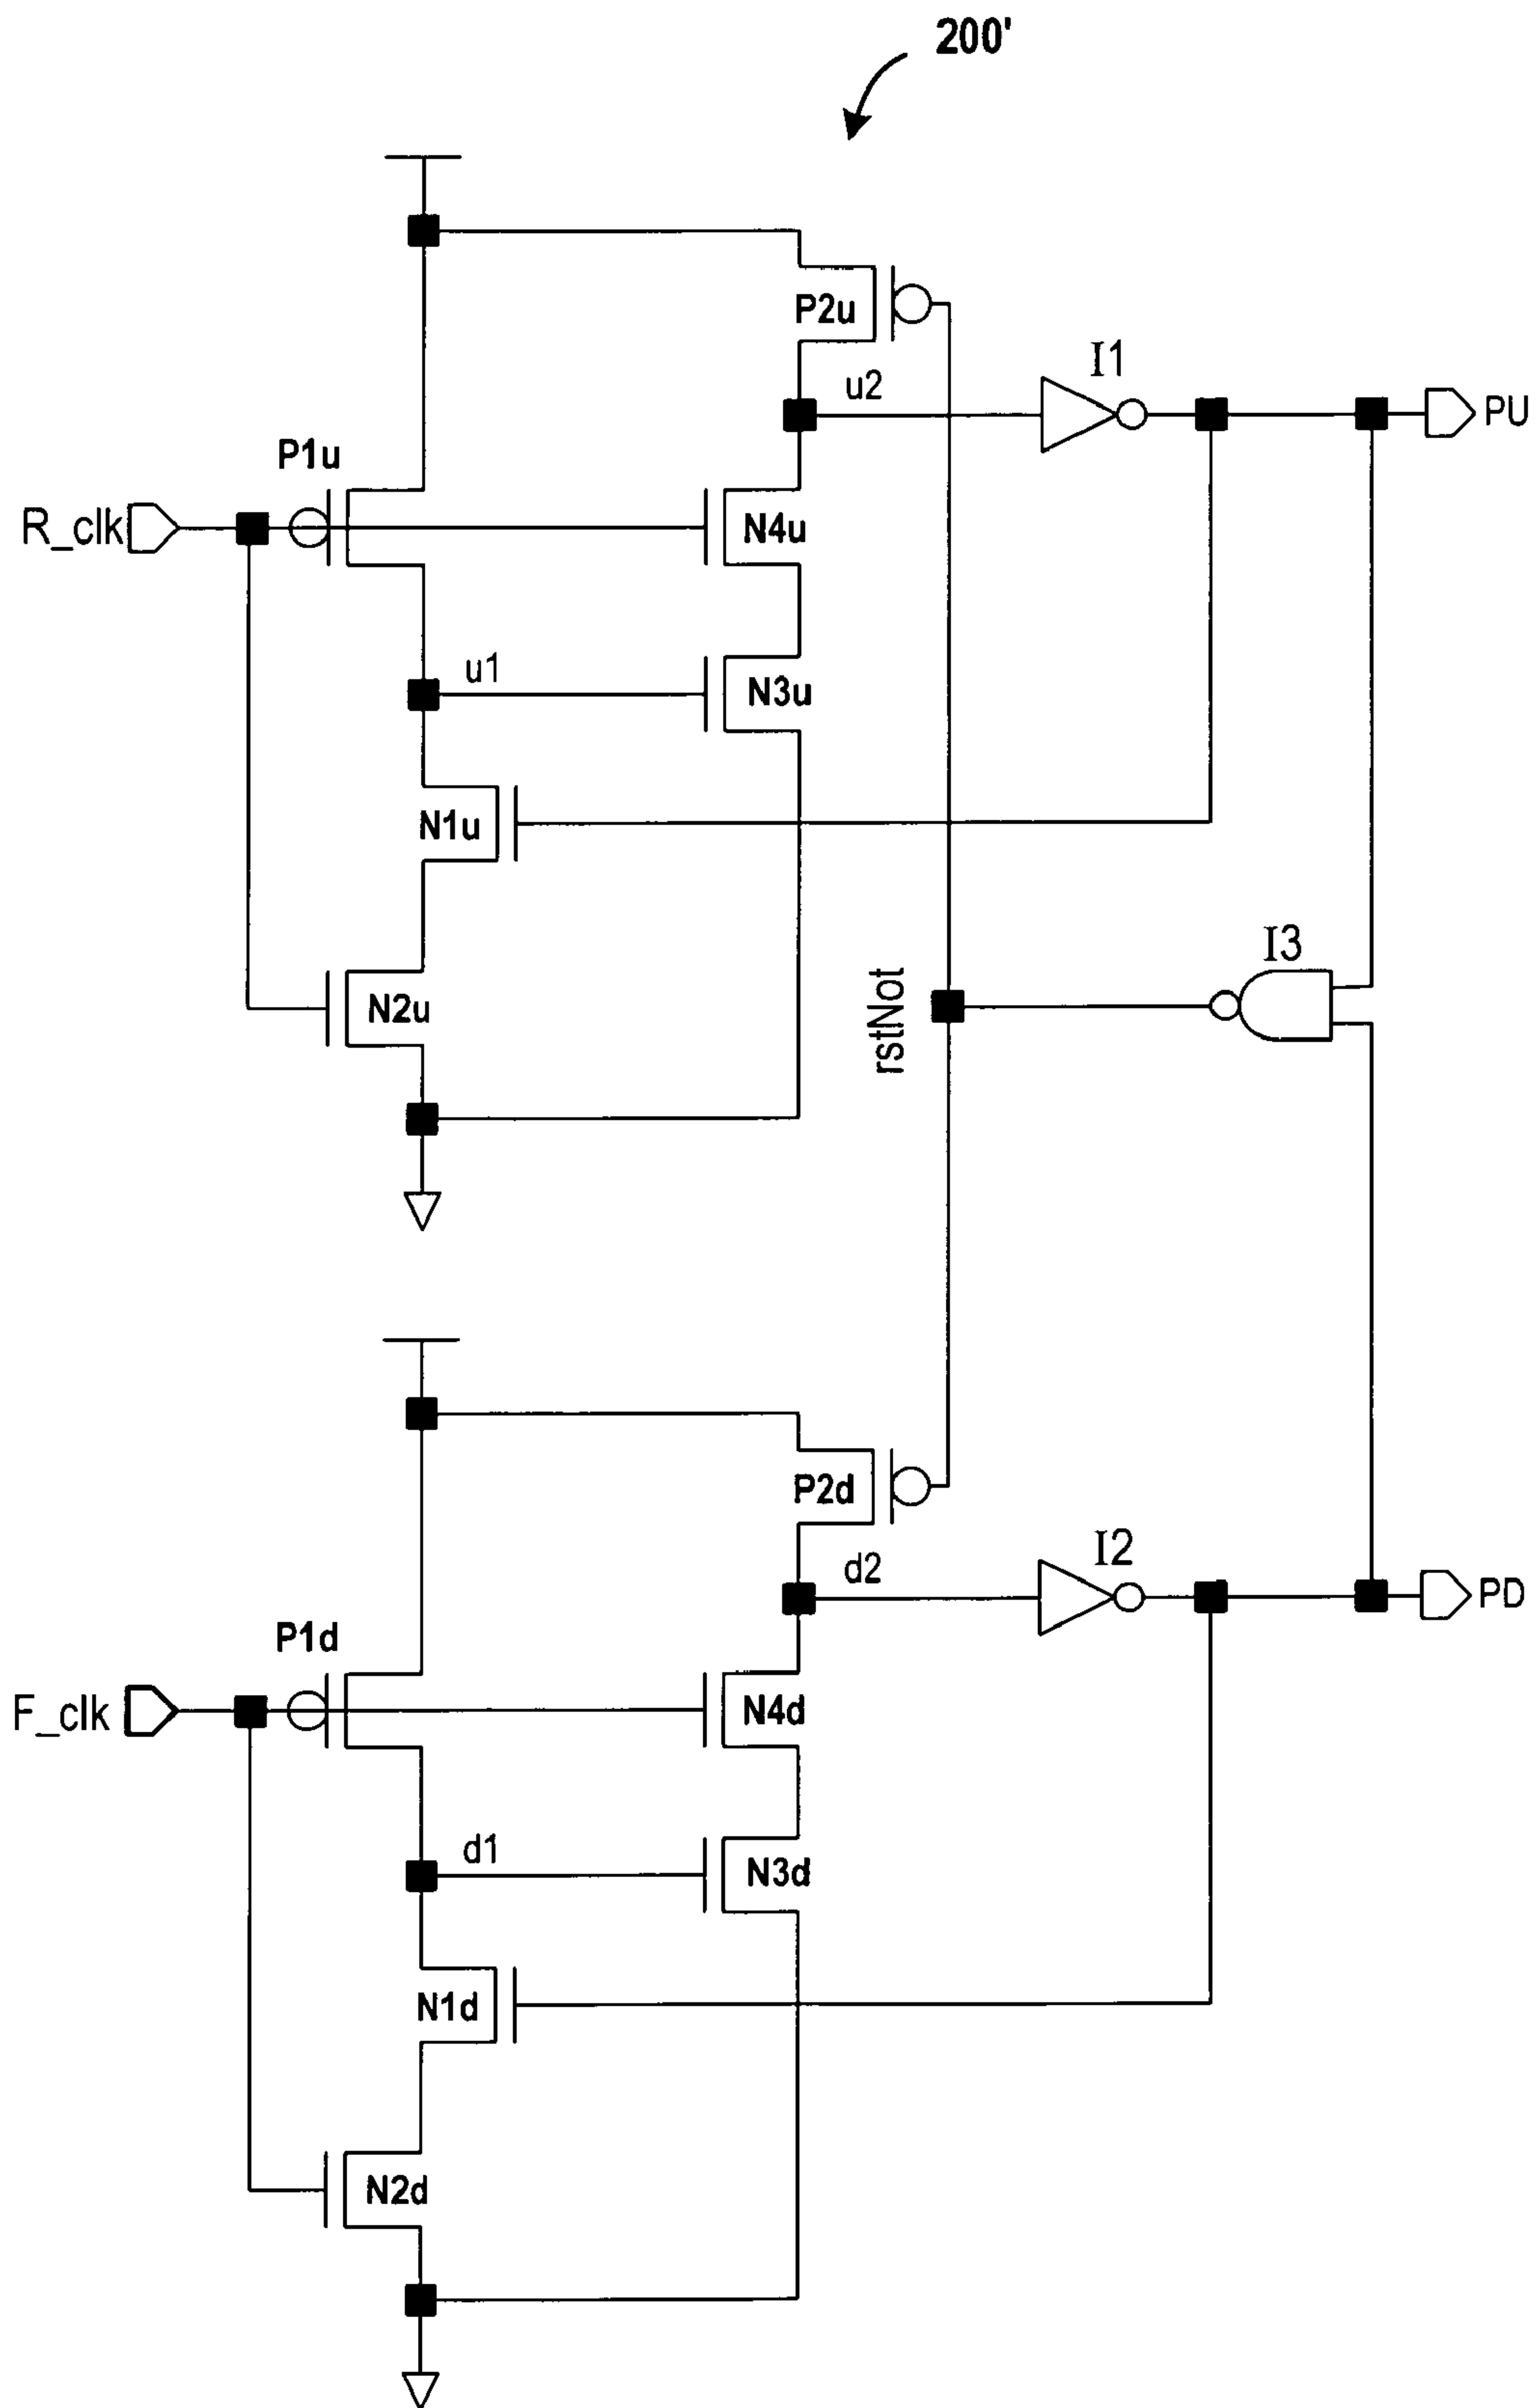 200'
P2u
u2
I1
PU
P1u
R_clk
N4u
u1
N3u
N1u
I3
N2u
rstNot
P2d
d2
I2
PD
P1d
F_clk
N4d
d1
N3d
N1d
N2d